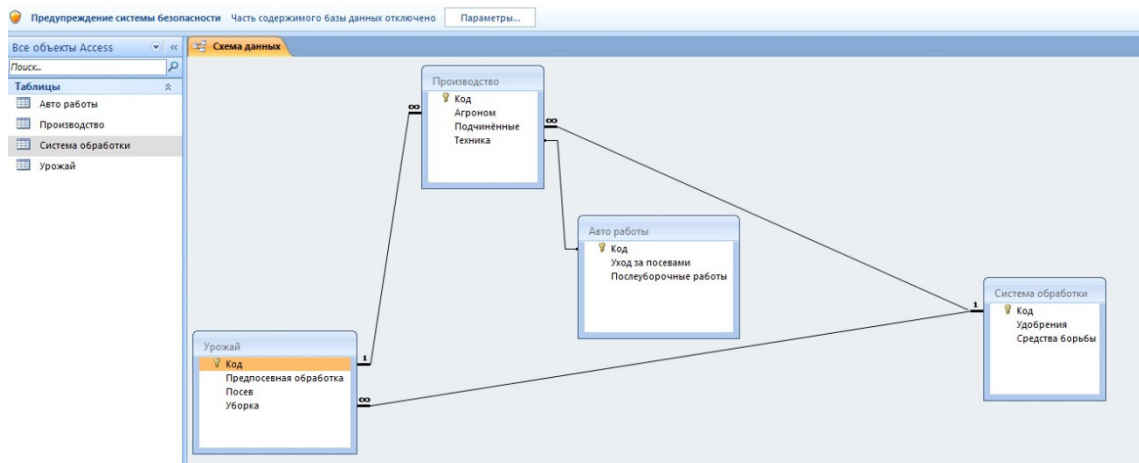 Предупреждение системы безопасности Часть содержимого базы данных отключено Параметры...
Все объекты Access
Поиск...
Таблицы
Авто работы
Производство
Система обработки
Урожай
Схема данных
Производство
Код
Агроном
Подчинённые
Техника
∞
∞
Авто работы
Код
Уход за посевами
Послеуборочные работы
Система обработки
1
Код
Удобрения
Средства борьбы
Урожай
Код
1
Предпосевная обработка
Посев
Уборка
∞